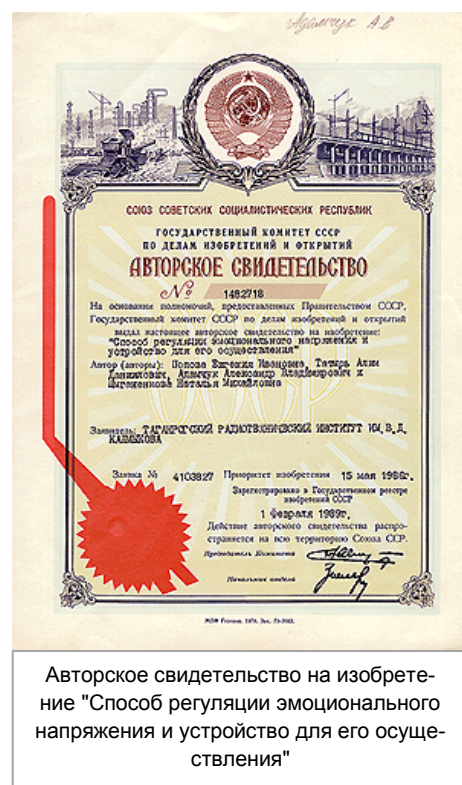 Адамчук А.В
СОЮЗ СОВЕТСКИХ СОЦИАЛИСТИЧЕСКИХ РЕСПУБЛИК
ГОСУДАРСТВЕННЫЙ КОМИТЕТ СССР
ПО ДЕЛАМ ИЗОБРЕТЕНИЙ И ОТКРЫТИЙ
АВТОРСКОЕ СВИДЕТЕЛЬСТВО
№ 1482718
На основании полномочий, предоставленных Правительством СССР,
Государственный комитет СССР по делам изобретений и открытий
выдал настоящее авторское свидетельство на изобретение:
"Способ регуляции эмоционального напряжения и
устройство для его осуществления"
Автор (авторы): Попова Евгения Ивановна, Татарь Алим
Данилович, Адамчук Александр Владимирович и
Цыганенкова Наталья Михайловна
Заявитель: ТАГАНРОГСКИЙ РАДИОТЕХНИЧЕСКИЙ ИНСТИТУТ ИМ. В.Д.
КАЛМЫКОВА
Заявка № 4103827 Приоритет изобретения 15 мая 1986г.
Зарегистрировано в Государственном реестре
изобретений СССР
1 февраля 1989г.
Действие авторского свидетельства распро-
страняется на всю территорию Союза ССР.
Председатель Комитета
Начальник отдела
Авторское свидетельство на изобрете-
ние "Способ регуляции эмоционального
напряжения и устройство для его осуще-
ствления"